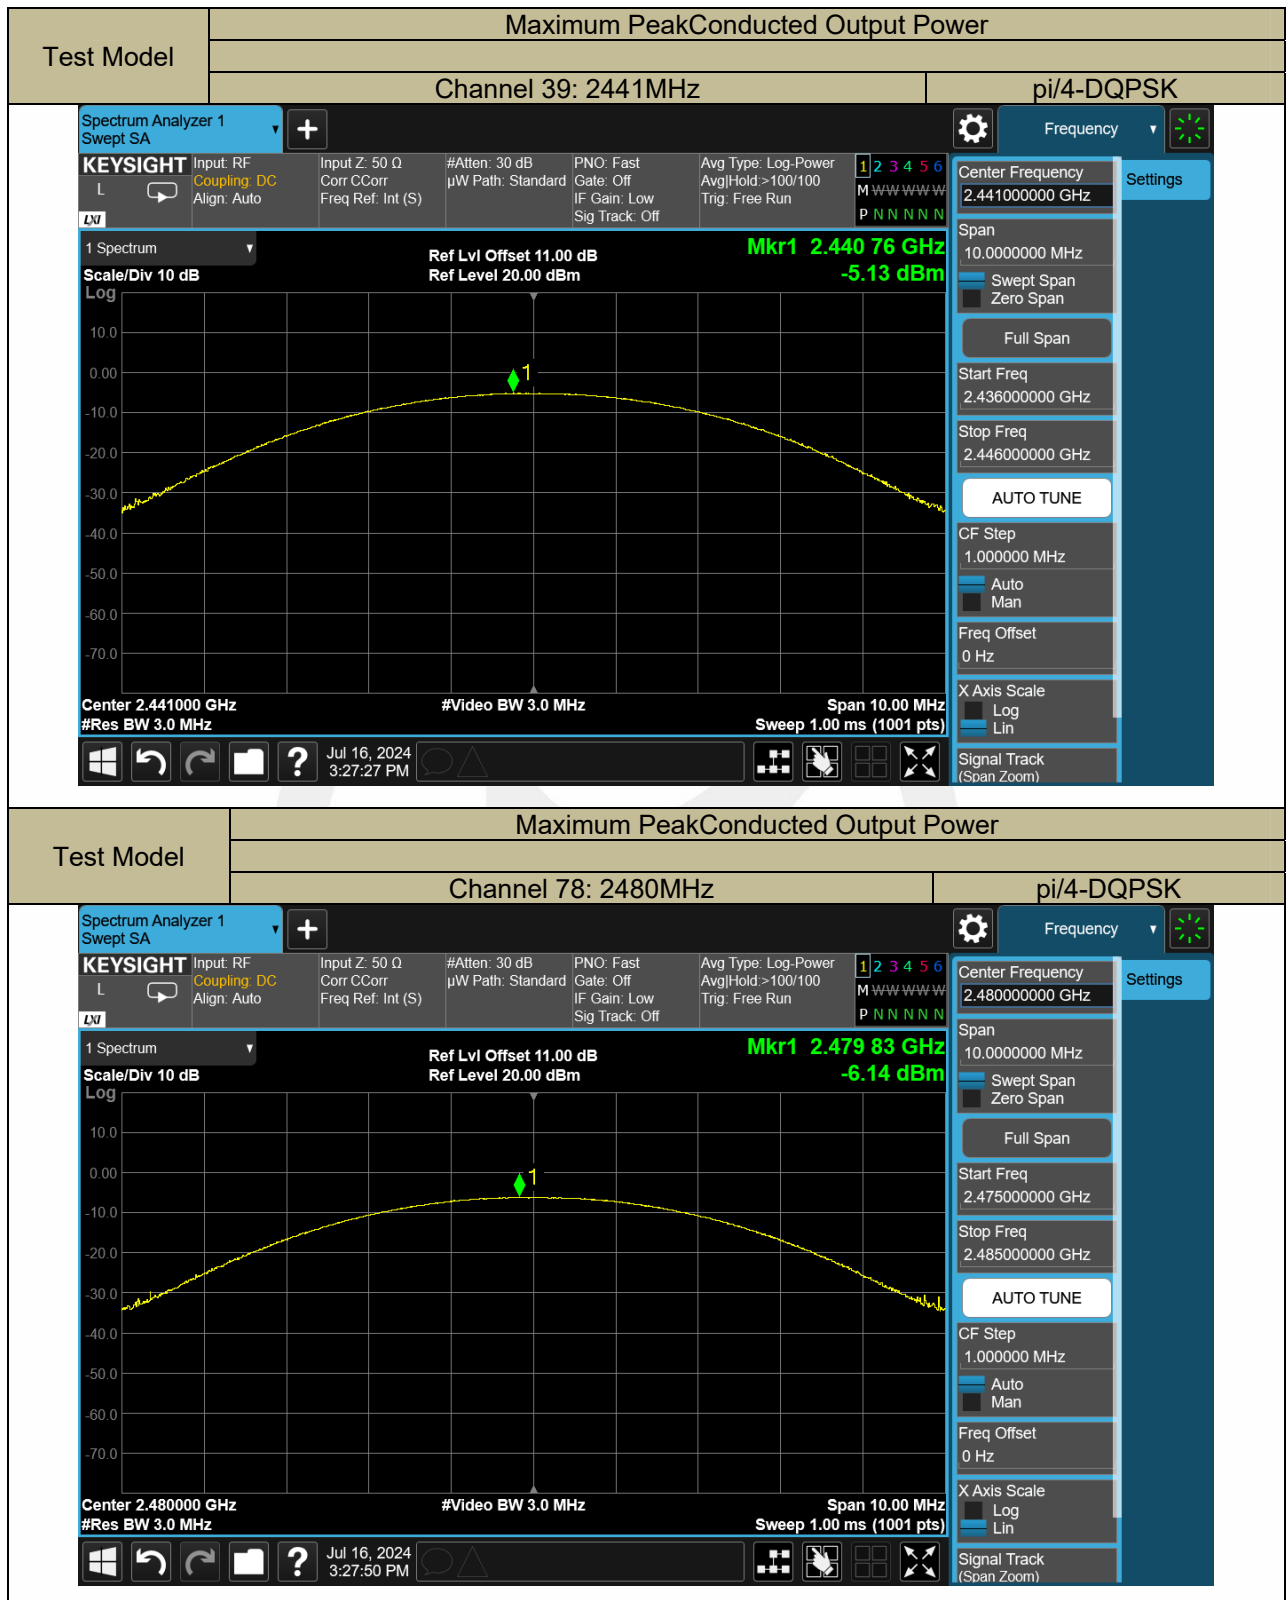 Test Model
Maximum PeakConducted Output Power
Channel 39: 2441MHz
pi/4-DQPSK
Spectrum Analyzer 1
Swept SA
Frequency
KEYSIGHT
L
LXI
Input: RF
Coupling: DC
Align: Auto
Input Z: 50 Ω
Corr CCorr
Freq Ref: Int (S)
#Atten: 30 dB
µW Path: Standard
PNO: Fast
Gate: Off
IF Gain: Low
Sig Track: Off
Avg Type: Log-Power
Avg|Hold:>100/100
Trig: Free Run
1 2 3 4 5 6
M W W W W W
P N N N N N
1 Spectrum
Scale/Div 10 dB
Ref Lvl Offset 11.00 dB
Ref Level 20.00 dBm
Mkr1 2.440 76 GHz
-5.13 dBm
Log
10.0
0.00
-10.0
-20.0
-30.0
-40.0
-50.0
-60.0
-70.0
1
Center 2.441000 GHz
#Res BW 3.0 MHz
#Video BW 3.0 MHz
Span 10.00 MHz
Sweep 1.00 ms (1001 pts)
Jul 16, 2024
3:27:27 PM
Center Frequency
2.441000000 GHz
Settings
Span
10.0000000 MHz
Swept Span
Zero Span
Full Span
Start Freq
2.436000000 GHz
Stop Freq
2.446000000 GHz
AUTO TUNE
CF Step
1.000000 MHz
Auto
Man
Freq Offset
0 Hz
X Axis Scale
Log
Lin
Signal Track
(Span Zoom)
Test Model
Maximum PeakConducted Output Power
Channel 78: 2480MHz
pi/4-DQPSK
Spectrum Analyzer 1
Swept SA
Frequency
KEYSIGHT
L
LXI
Input: RF
Coupling: DC
Align: Auto
Input Z: 50 Ω
Corr CCorr
Freq Ref: Int (S)
#Atten: 30 dB
µW Path: Standard
PNO: Fast
Gate: Off
IF Gain: Low
Sig Track: Off
Avg Type: Log-Power
Avg|Hold:>100/100
Trig: Free Run
1 2 3 4 5 6
M W W W W W
P N N N N N
1 Spectrum
Scale/Div 10 dB
Ref Lvl Offset 11.00 dB
Ref Level 20.00 dBm
Mkr1 2.479 83 GHz
-6.14 dBm
Log
10.0
0.00
-10.0
-20.0
-30.0
-40.0
-50.0
-60.0
-70.0
1
Center 2.480000 GHz
#Res BW 3.0 MHz
#Video BW 3.0 MHz
Span 10.00 MHz
Sweep 1.00 ms (1001 pts)
Jul 16, 2024
3:27:50 PM
Center Frequency
2.480000000 GHz
Settings
Span
10.0000000 MHz
Swept Span
Zero Span
Full Span
Start Freq
2.475000000 GHz
Stop Freq
2.485000000 GHz
AUTO TUNE
CF Step
1.000000 MHz
Auto
Man
Freq Offset
0 Hz
X Axis Scale
Log
Lin
Signal Track
(Span Zoom)